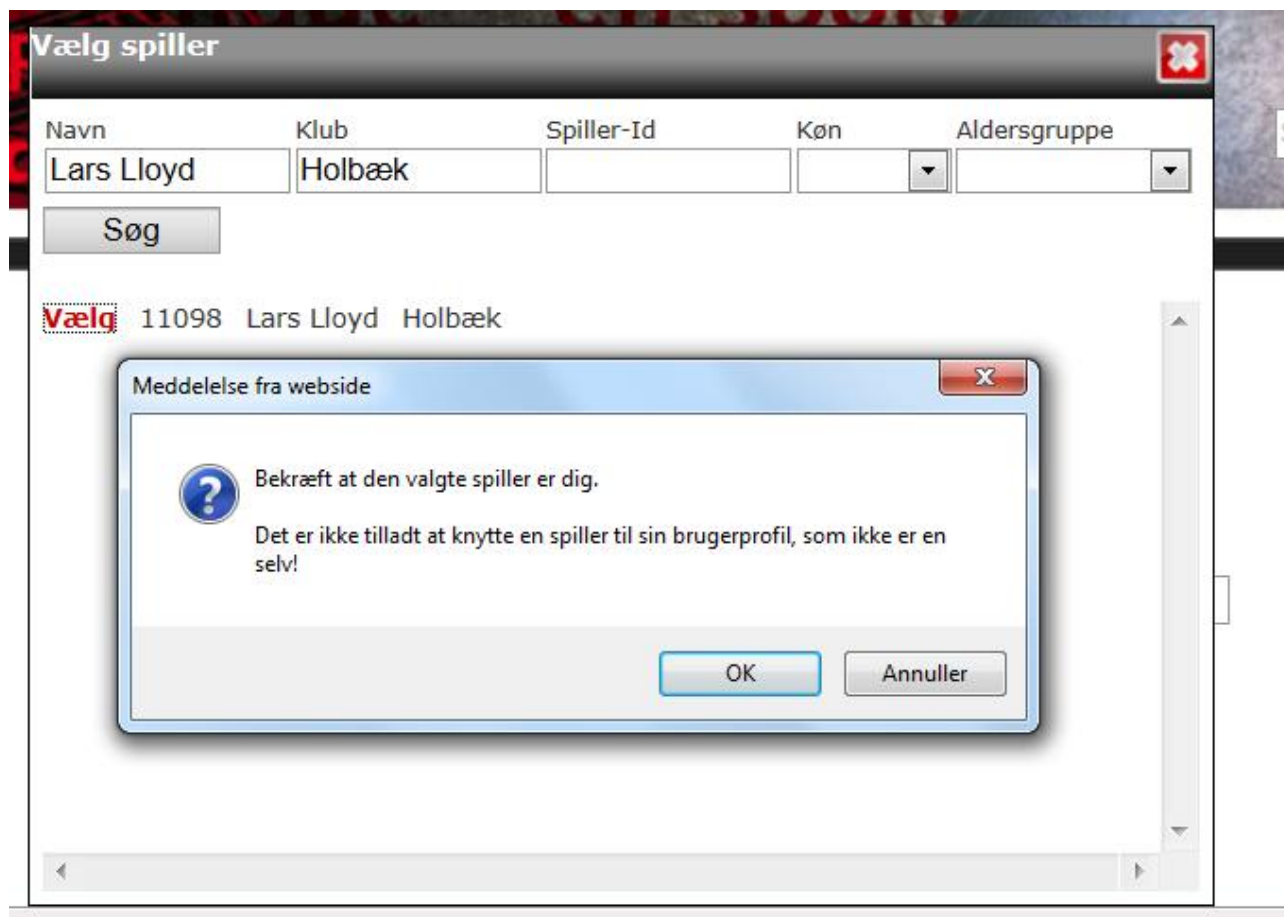 Vælg spiller
Navn Klub Spiller-Id Køn Aldersgruppe
Lars Lloyd Holbæk
Søg
Vælg 11098 Lars Lloyd Holbæk
Meddelelse fra webside
Bekræft at den valgte spiller er dig.
Det er ikke tilladt at knytte en spiller til sin brugerprofil, som ikke er en
selv!
OK Annuller